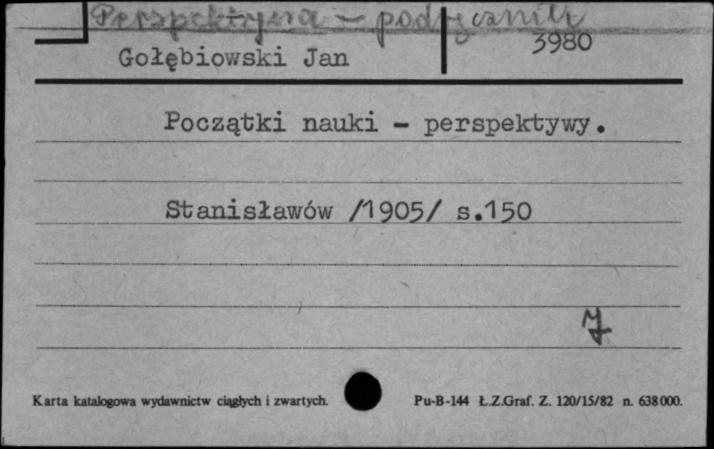 Perspektywa - podręcznik
3980
Gołębiowski Jan
Początki nauki - perspektywy.
Stanisławów /1905/ s.150
Karta katalogowa wydawnictw ciągłych i zwartych.
Pu-B-144 Ł.Z.Graf. Z. 120/15/82 n. 638000.